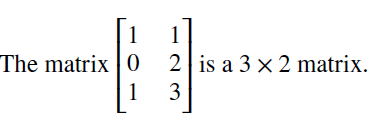 The matrix [1 1
0 2
1 3] is a 3 × 2 matrix.